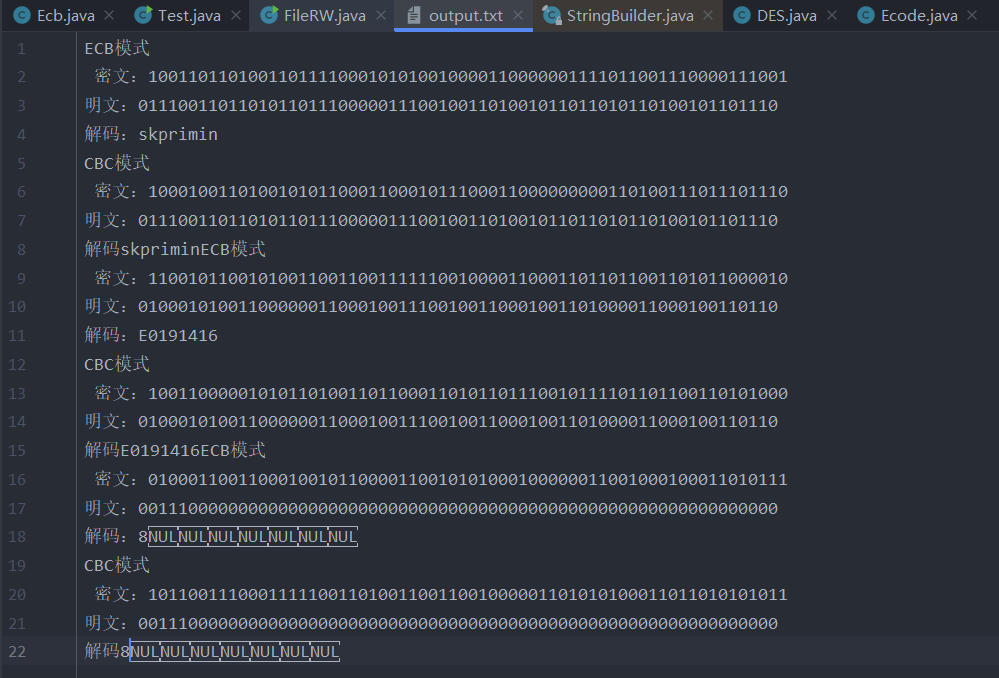 Ecb.java × Test.java × FileRW.java × output.txt × StringBuilder.java × DES.java × Ecode.java ×
1 ECB模式
2 密文：1001101101001101111000101010010000110000001111011001110000111001
3 明文：0111001101101011011100000111001001101001011011010110100101101110
4 解码：skprimin
5 CBC模式
6 密文：1000100110100101011000110001011100011000000000110100111011101110
7 明文：0111001101101011011100000111001001101001011011010110100101101110
8 解码skpriminECB模式
9 密文：1100101100101001100110011111100100001100011011011001101011000010
10 明文：0100010100110000001100010011100100110001001101000011000100110110
11 解码：E0191416
12 CBC模式
13 密文：1001100000101011010011011000110101101110010111101101100110101000
14 明文：0100010100110000001100010011100100110001001101000011000100110110
15 解码E0191416ECB模式
16 密文：0100011001100010010110000110010101000100000011001000100011010111
17 明文：0011100000000000000000000000000000000000000000000000000000000000
18 解码：8NULNULNULNULNULNULNUL
19 CBC模式
20 密文：1011001110001111100110100110011001000001101010100011011010101011
21 明文：0011100000000000000000000000000000000000000000000000000000000000
22 解码8NULNULNULNULNULNULNUL